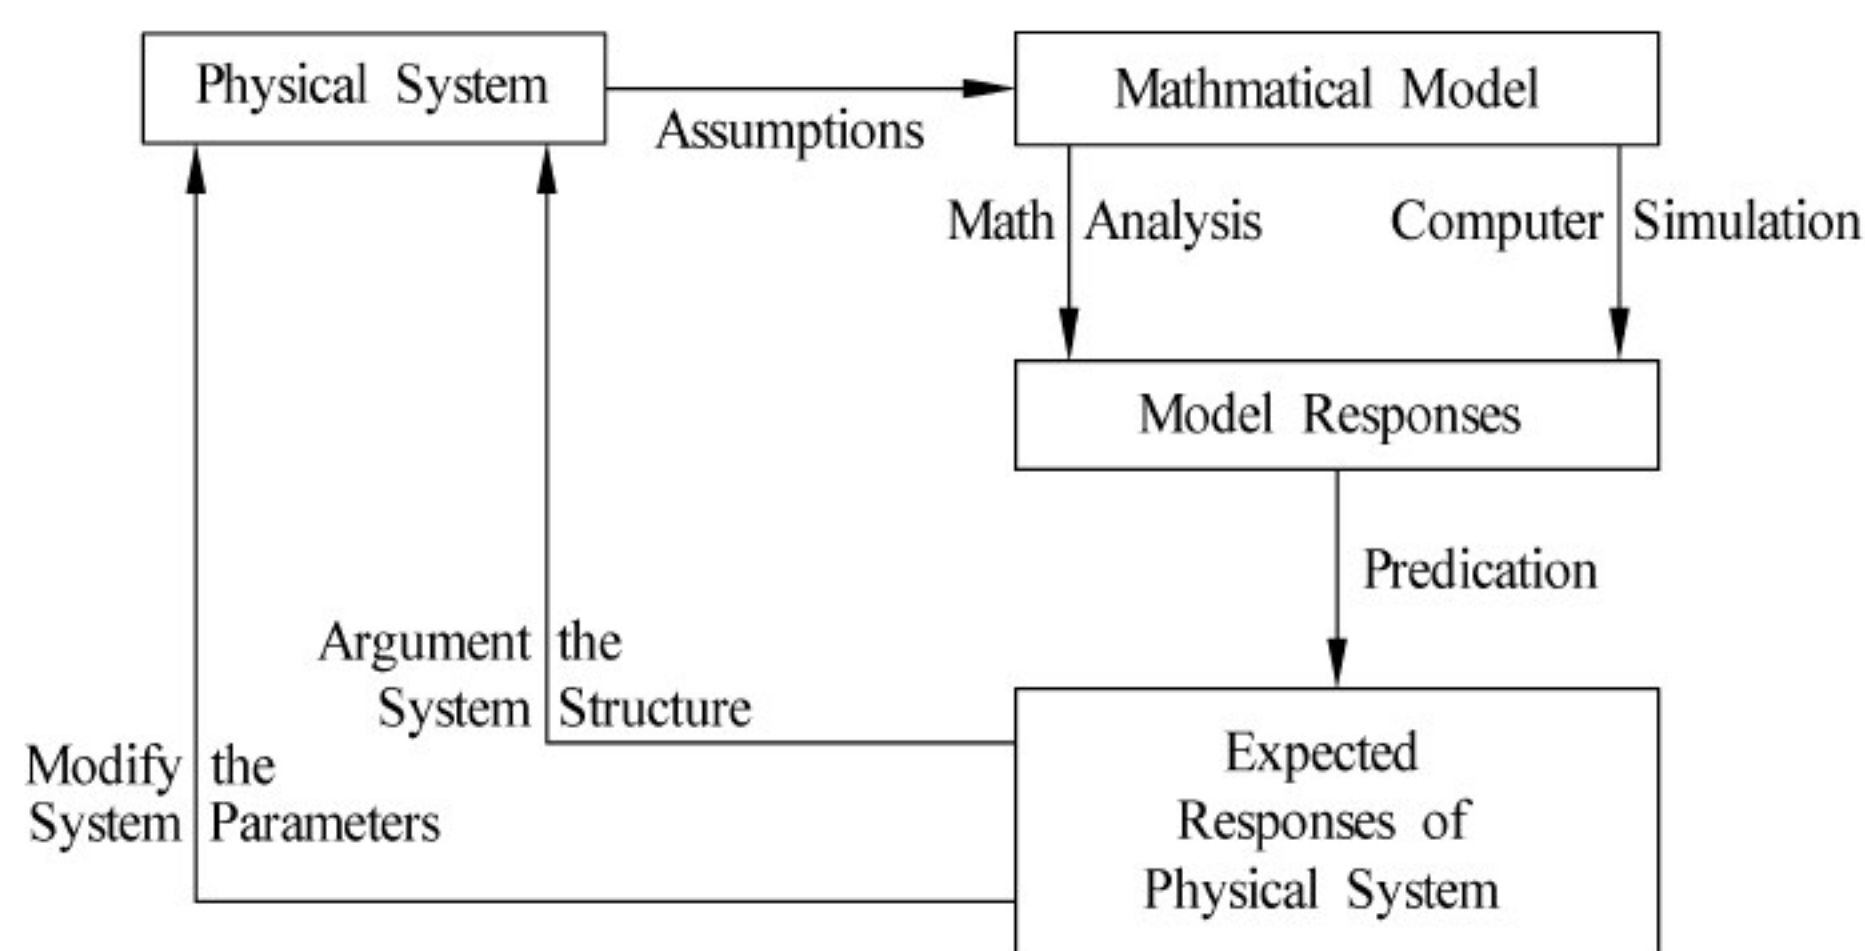 Physical System
Assumptions
Mathmatical Model
Math Analysis
Computer Simulation
Model Responses
Predication
Argument the
System Structure
Modify the
System Parameters
Expected
Responses of
Physical System